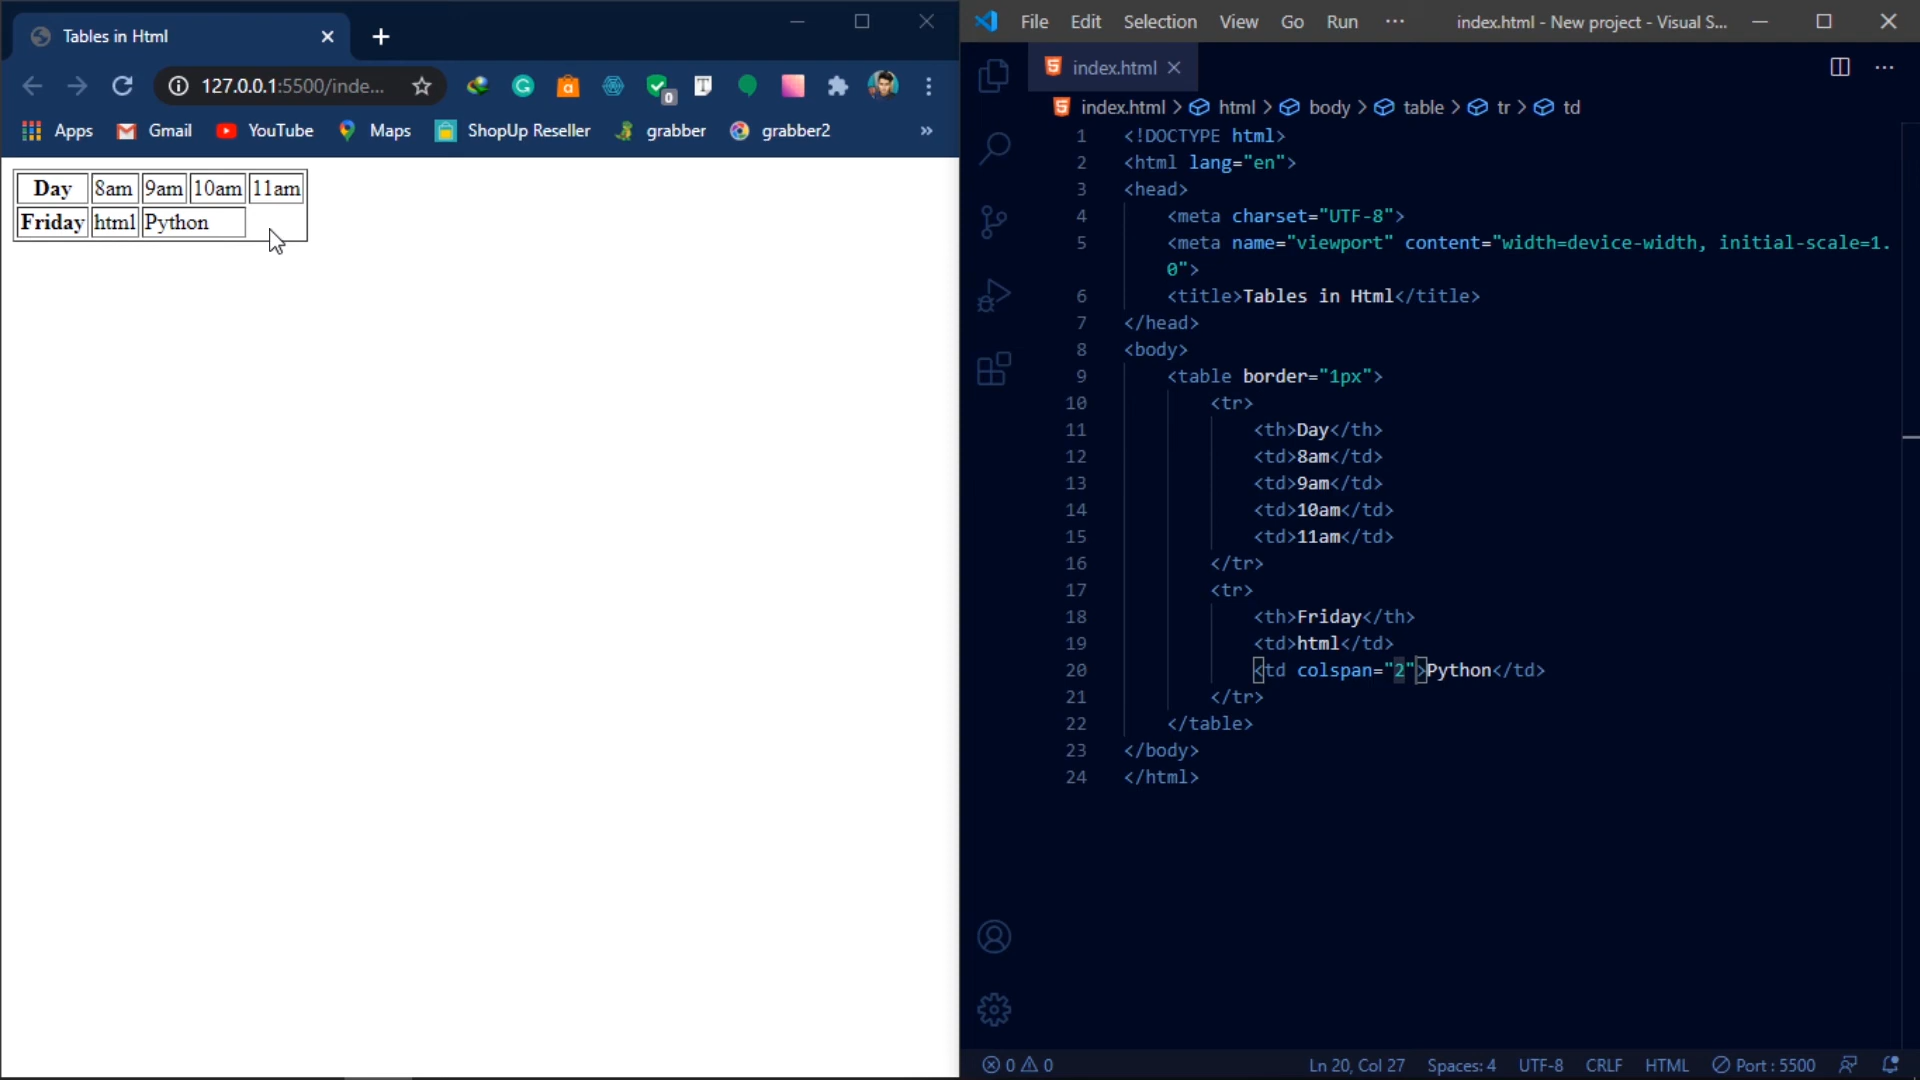 Tables in Html
127.0.0.1:5500/inde...
0
Apps Gmail YouTube Maps ShopUp Reseller grabber grabber2 »
Day 8am 9am 10am 11am
Friday html Python
File Edit Selection View Go Run ··· index.html - New project - Visual S...
index.html
index.html > html > body > table > tr > td
1 <!DOCTYPE html>
2 <html lang="en">
3 <head>
4 <meta charset="UTF-8">
5 <meta name="viewport" content="width=device-width, initial-scale=1.
0">
6 <title>Tables in Html</title>
7 </head>
8 <body>
9 <table border="1px">
10 <tr>
11 <th>Day</th>
12 <td>8am</td>
13 <td>9am</td>
14 <td>10am</td>
15 <td>11am</td>
16 </tr>
17 <tr>
18 <th>Friday</th>
19 <td>html</td>
20 <td colspan="2">Python</td>
21 </tr>
22 </table>
23 </body>
24 </html>
0 0 Ln 20, Col 27 Spaces: 4 UTF-8 CRLF HTML Port : 5500